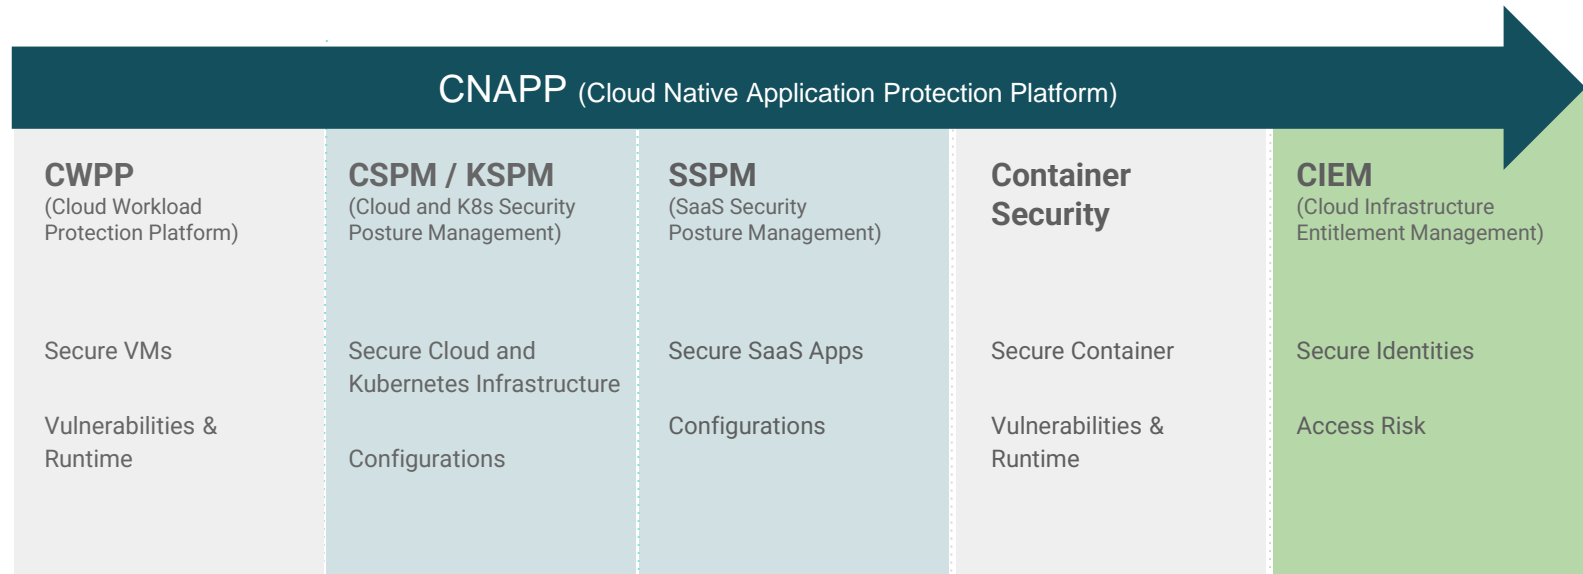 CNAPP (Cloud Native Application Protection Platform)
CWPP
(Cloud Workload
Protection Platform)
Secure VMs
Vulnerabilities &
Runtime
CSPM / KSPM
(Cloud and K8s Security
Posture Management)
Secure Cloud and
Kubernetes Infrastructure
Configurations
SSPM
(SaaS Security
Posture Management)
Secure SaaS Apps
Configurations
Container
Security
Secure Container
Vulnerabilities &
Runtime
CIEM
(Cloud Infrastructure
Entitlement Management)
Secure Identities
Access Risk